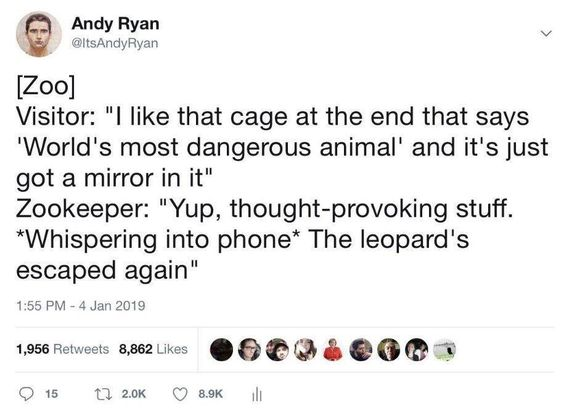 Andy Ryan
@ItsAndyRyan
[Zoo]
Visitor: "I like that cage at the end that says
'World's most dangerous animal' and it's just
got a mirror in it"
Zookeeper: "Yup, thought-provoking stuff.
*Whispering into phone* The leopard's
escaped again"
1:55 PM - 4 Jan 2019
1,956 Retweets 8,862 Likes
15 2.0K 8.9K